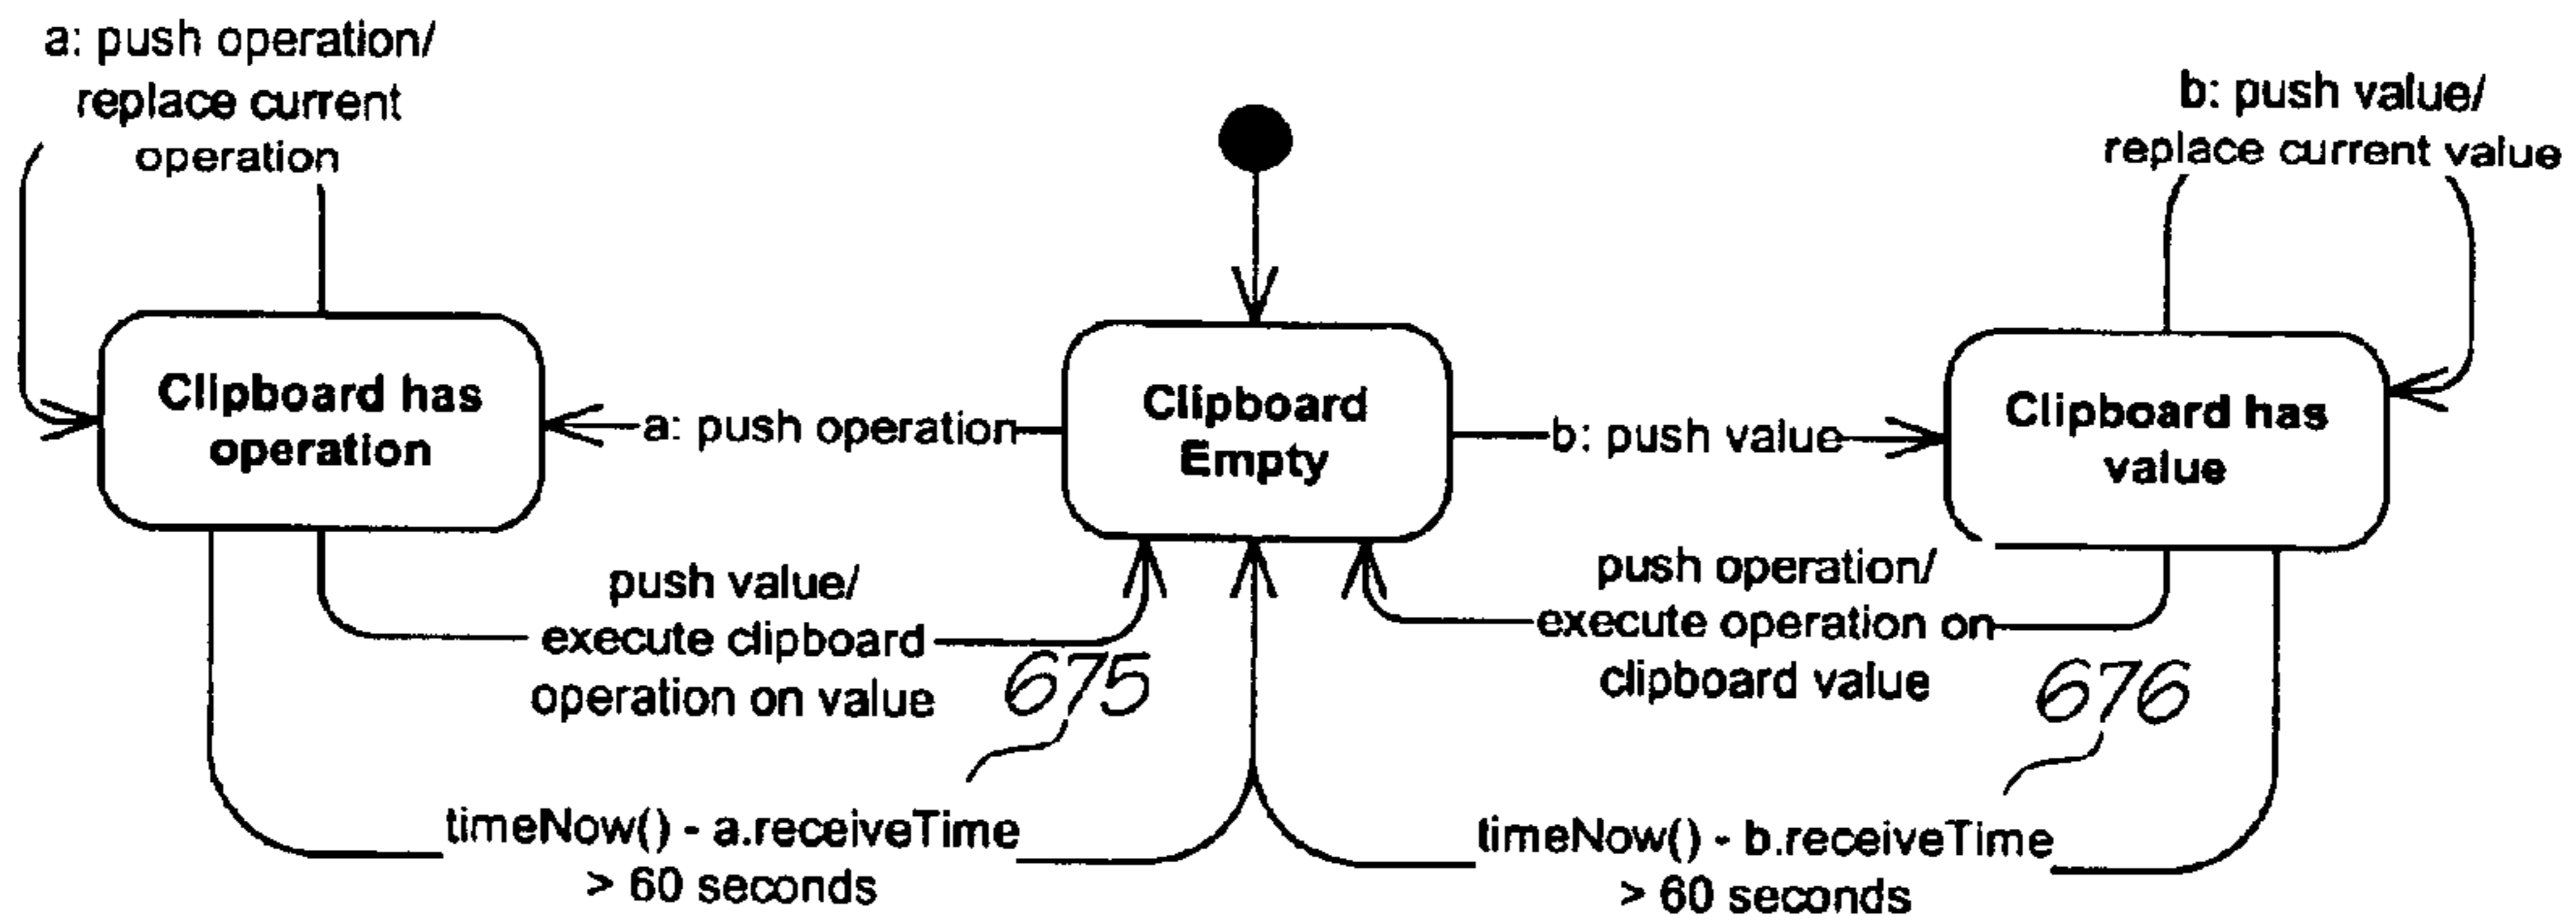 a: push operation/
replace current
operation
b: push value/
replace current value
Clipboard has
operation
a: push operation
Clipboard
Empty
b: push value
Clipboard has
value
push value/
execute clipboard
operation on value
675
push operation/
execute operation on
clipboard value
676
timeNow() - a.receiveTime
> 60 seconds
timeNow() - b.receiveTime
> 60 seconds